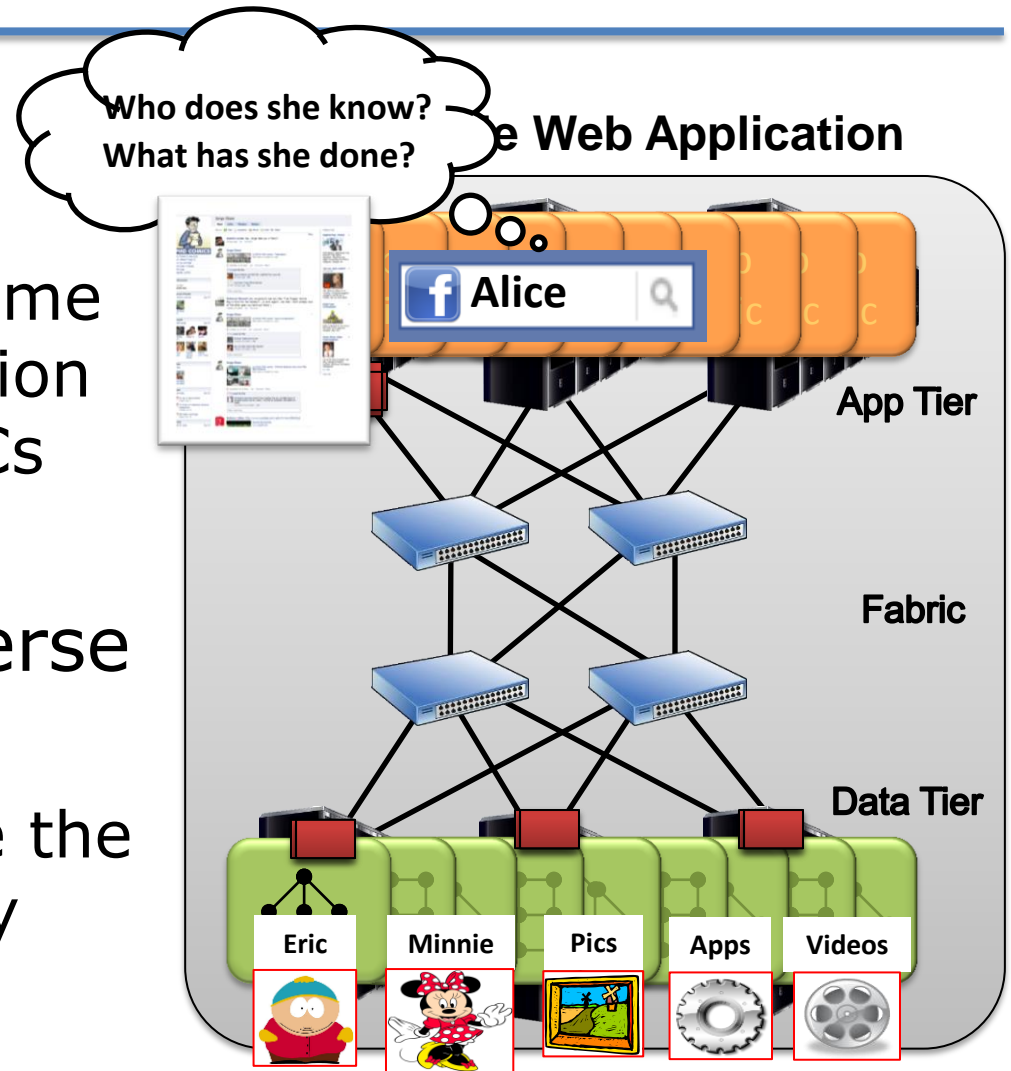 Who does she know?
What has she done?
e Web Application
me
ion
Cs
erse
e the
y
f Alice
C C C
App Tier
Fabric
Data Tier
Eric Minnie Pics Apps Videos